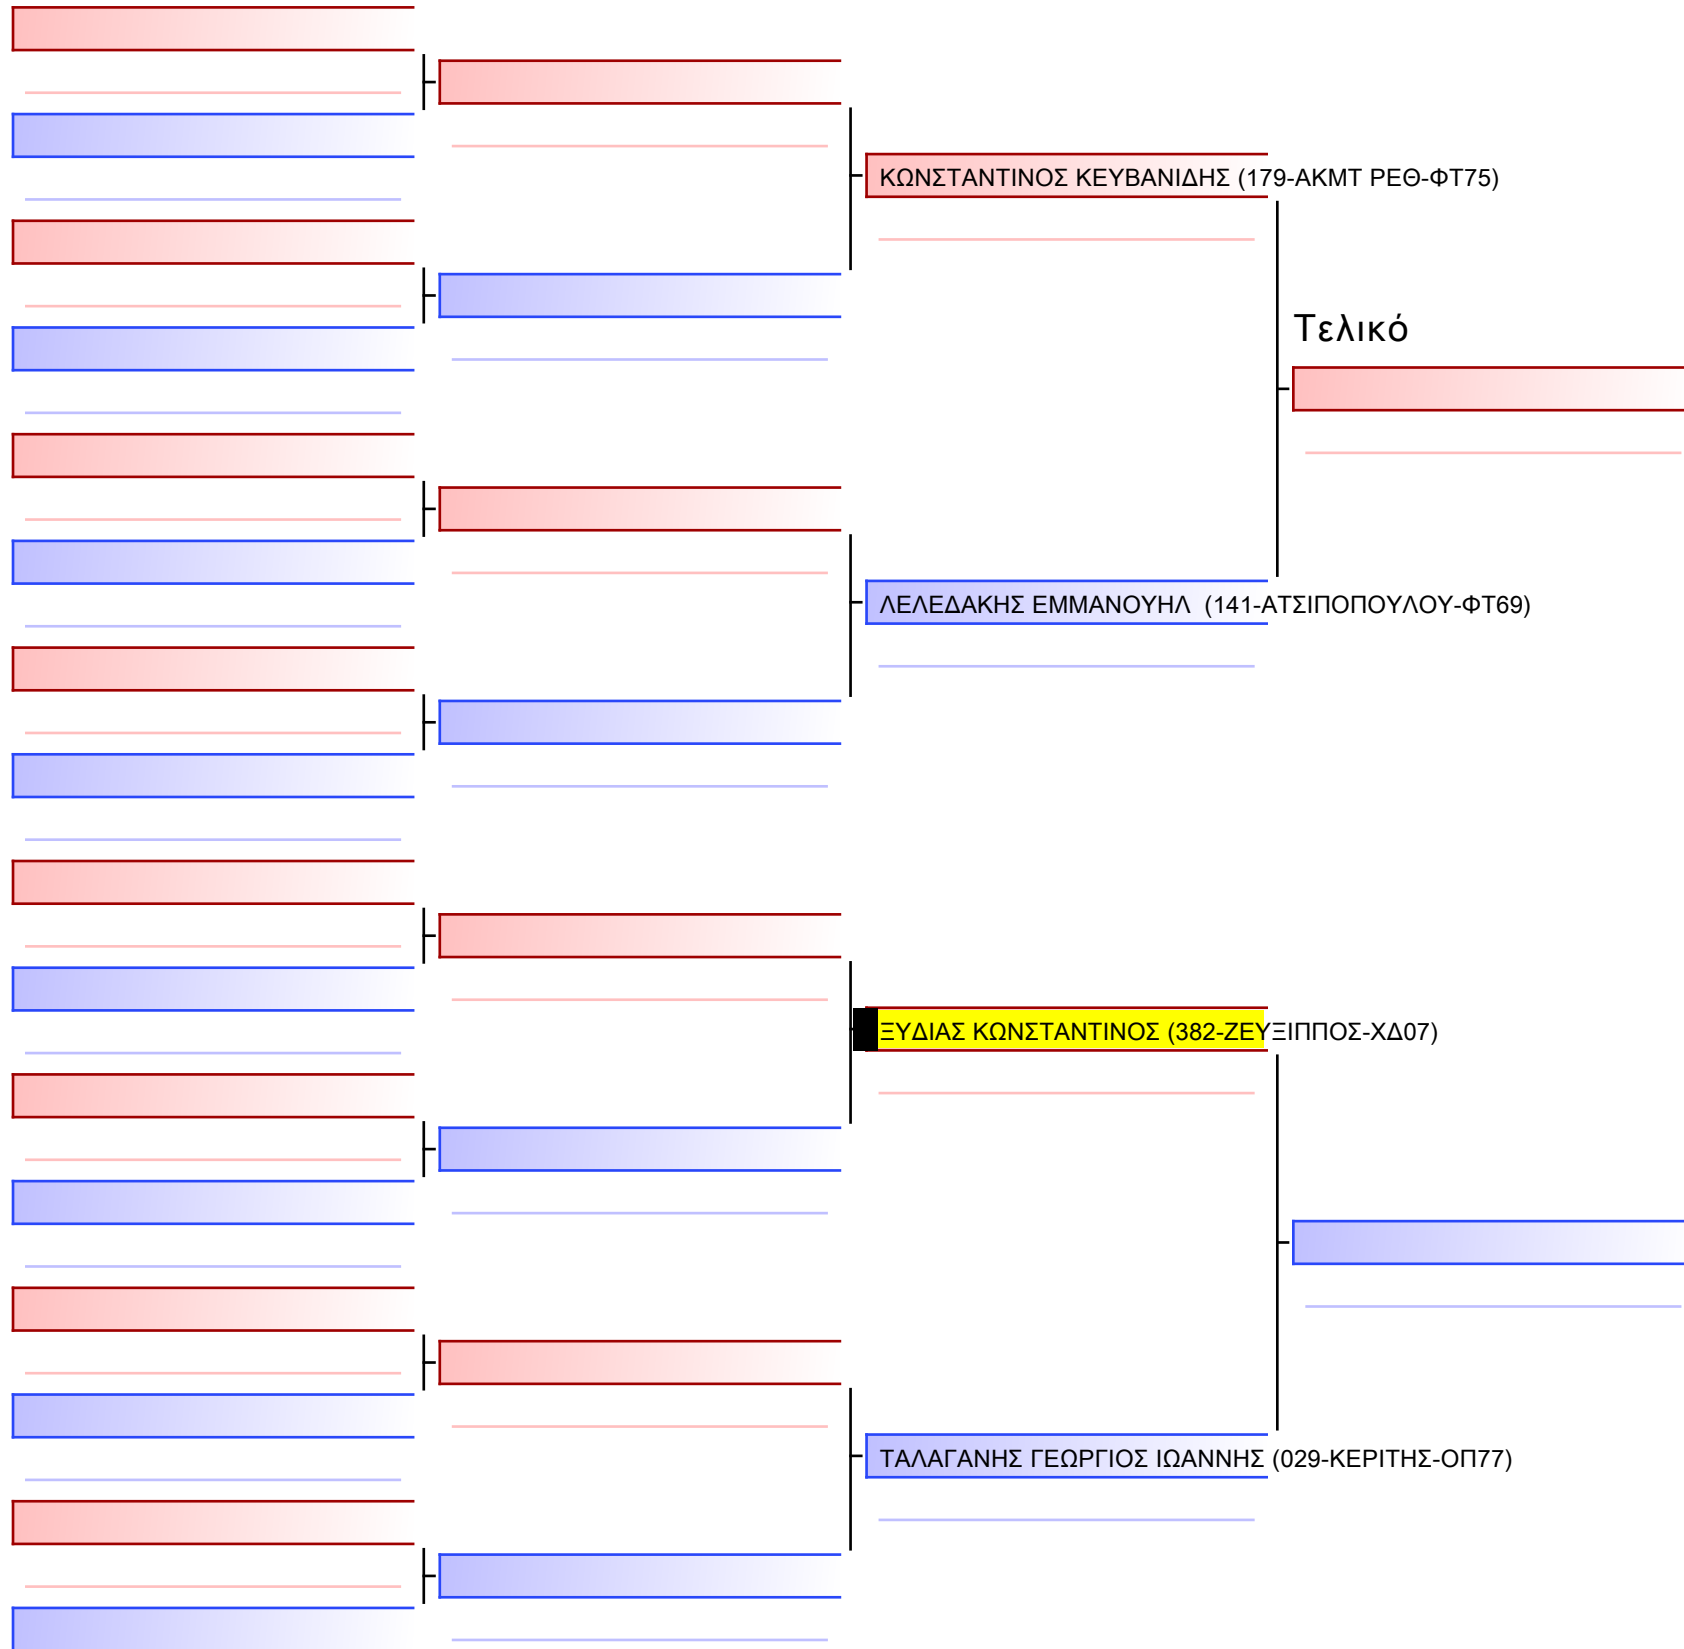 ΚΩΝΣΤΑΝΤΙΝΟΣ ΚΕΥΒΑΝΙΔΗΣ (179-ΑΚΜΤ ΡΕΘ-ΦΤ75)
Τελικό
ΛΕΛΕΔΑΚΗΣ ΕΜΜΑΝΟΥΗΛ (141-ΑΤΣΙΠΟΠΟΥΛΟΥ-ΦΤ69)
ΞΥΔΙΑΣ ΚΩΝΣΤΑΝΤΙΝΟΣ (382-ΖΕΥΞΙΠΠΟΣ-ΧΔ07)
ΤΑΛΑΓΑΝΗΣ ΓΕΩΡΓΙΟΣ ΙΩΑΝΝΗΣ (029-ΚΕΡΙΤΗΣ-ΟΠ77)